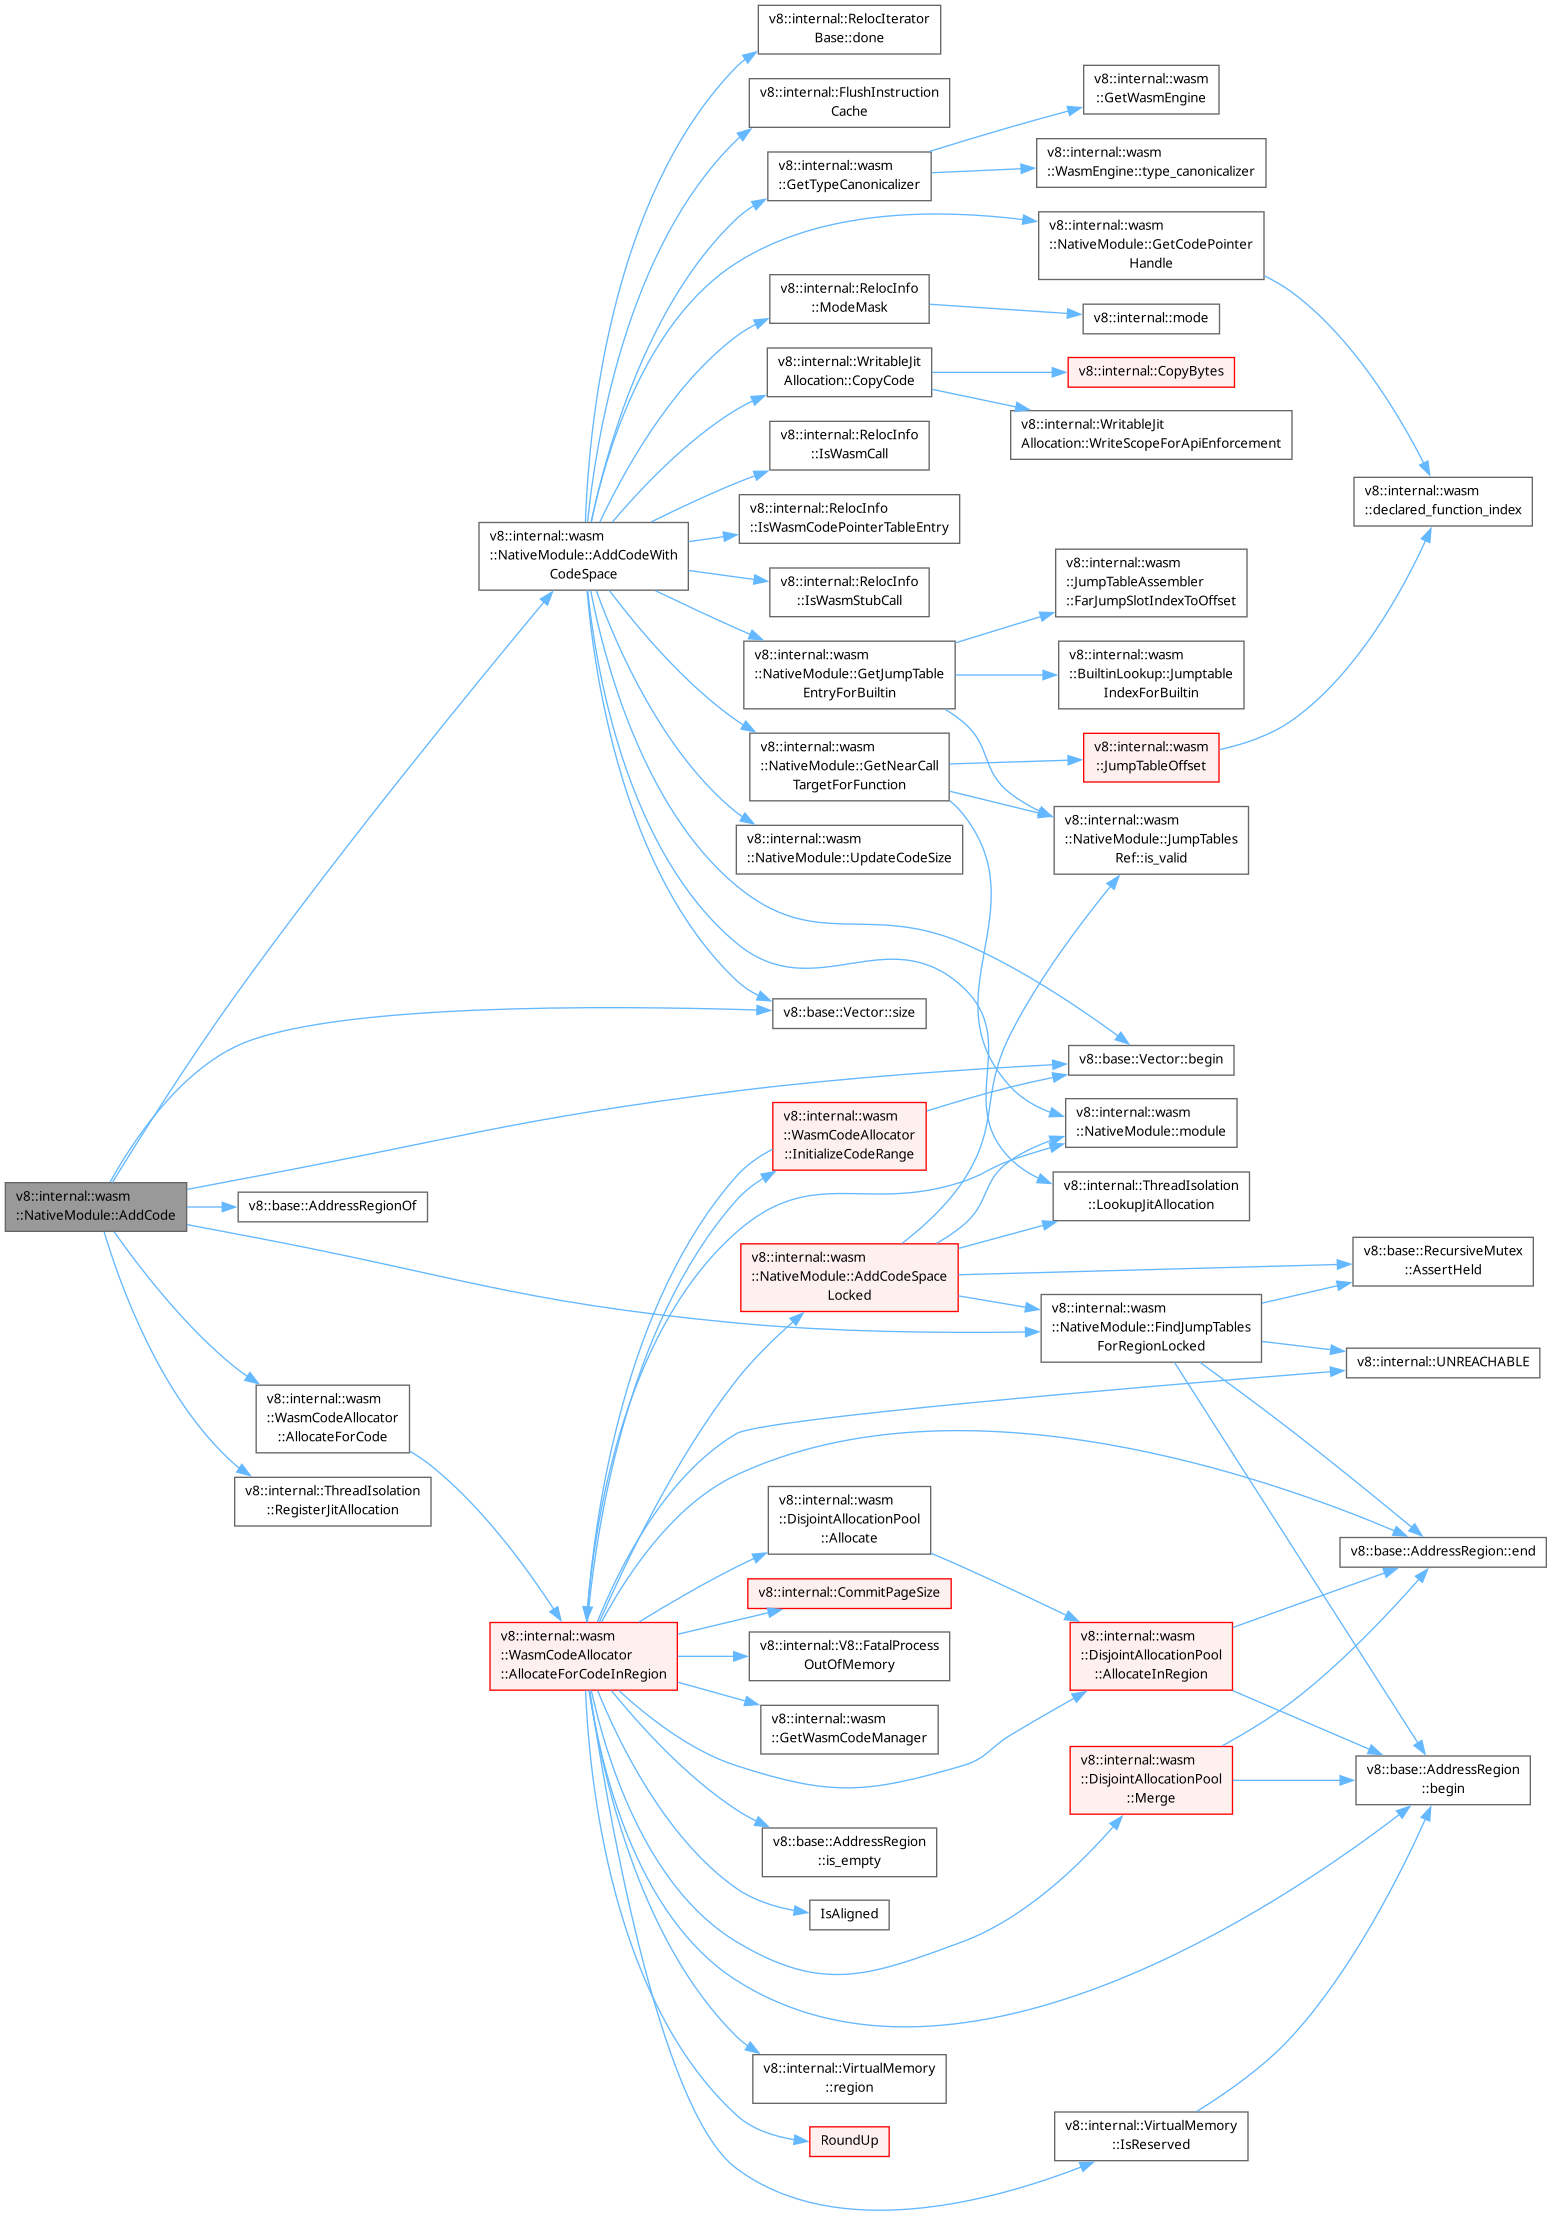 v8::internal::RelocIterator
Base::done
v8::internal::FlushInstruction
Cache
v8::internal::wasm
::GetWasmEngine
v8::internal::wasm
::GetTypeCanonicalizer
v8::internal::wasm
::WasmEngine::type_canonicalizer
v8::internal::wasm
::NativeModule::GetCodePointer
Handle
v8::internal::RelocInfo
::ModeMask
v8::internal::mode
v8::internal::WritableJit
Allocation::CopyCode
v8::internal::CopyBytes
v8::internal::WritableJit
Allocation::WriteScopeForApiEnforcement
v8::internal::RelocInfo
::IsWasmCall
v8::internal::wasm
::declared_function_index
v8::internal::RelocInfo
::IsWasmCodePointerTableEntry
v8::internal::wasm
::NativeModule::AddCodeWith
CodeSpace
v8::internal::RelocInfo
::IsWasmStubCall
v8::internal::wasm
::JumpTableAssembler
::FarJumpSlotIndexToOffset
v8::internal::wasm
::NativeModule::GetJumpTable
EntryForBuiltin
v8::internal::wasm
::BuiltinLookup::Jumptable
IndexForBuiltin
v8::internal::wasm
::NativeModule::GetNearCall
TargetForFunction
v8::internal::wasm
::JumpTableOffset
v8::internal::wasm
::NativeModule::JumpTables
Ref::is_valid
v8::internal::wasm
::NativeModule::UpdateCodeSize
v8::base::Vector::size
v8::base::Vector::begin
v8::internal::wasm
::WasmCodeAllocator
::InitializeCodeRange
v8::internal::wasm
::NativeModule::module
v8::internal::wasm
::NativeModule::AddCode
v8::base::AddressRegionOf
v8::internal::ThreadIsolation
::LookupJitAllocation
v8::internal::wasm
::NativeModule::AddCodeSpace
Locked
v8::base::RecursiveMutex
::AssertHeld
v8::internal::wasm
::NativeModule::FindJumpTables
ForRegionLocked
v8::internal::UNREACHABLE
v8::internal::wasm
::WasmCodeAllocator
::AllocateForCode
v8::internal::ThreadIsolation
::RegisterJitAllocation
v8::internal::wasm
::DisjointAllocationPool
::Allocate
v8::base::AddressRegion::end
v8::internal::CommitPageSize
v8::internal::wasm
::WasmCodeAllocator
::AllocateForCodeInRegion
v8::internal::V8::FatalProcess
OutOfMemory
v8::internal::wasm
::DisjointAllocationPool
::AllocateInRegion
v8::internal::wasm
::GetWasmCodeManager
v8::internal::wasm
::DisjointAllocationPool
::Merge
v8::base::AddressRegion
::begin
v8::base::AddressRegion
::is_empty
IsAligned
v8::internal::VirtualMemory
::region
RoundUp
v8::internal::VirtualMemory
::IsReserved